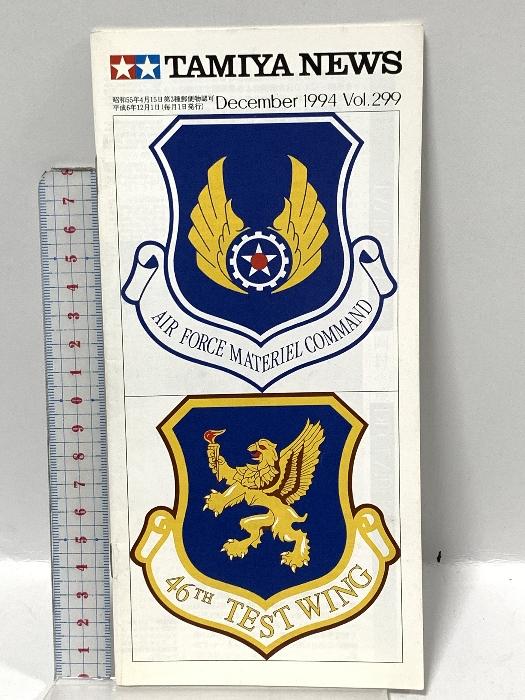 TAMIYA NEWS
昭和55年4月15日第3種郵便物認可
平成6年12月1日(毎月1日発行)
December 1994 Vol.299
AIR FORCE MATERIEL COMMAND
46TH TEST WING